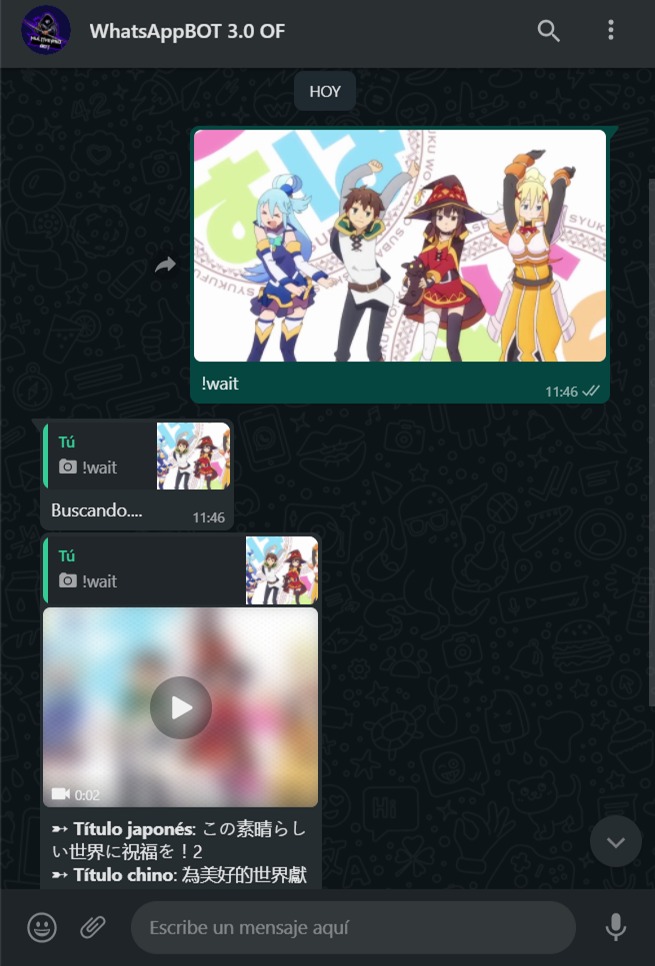 WhatsAppBOT 3.0 OF
HOY
!wait
11:46
Tú
!wait
Buscando....
11:46
Tú
!wait
0:02
➸ Título japonés: この素晴らし
い世界に祝福を！2
➸ Título chino: 為美好的世界獻
Escribe un mensaje aquí